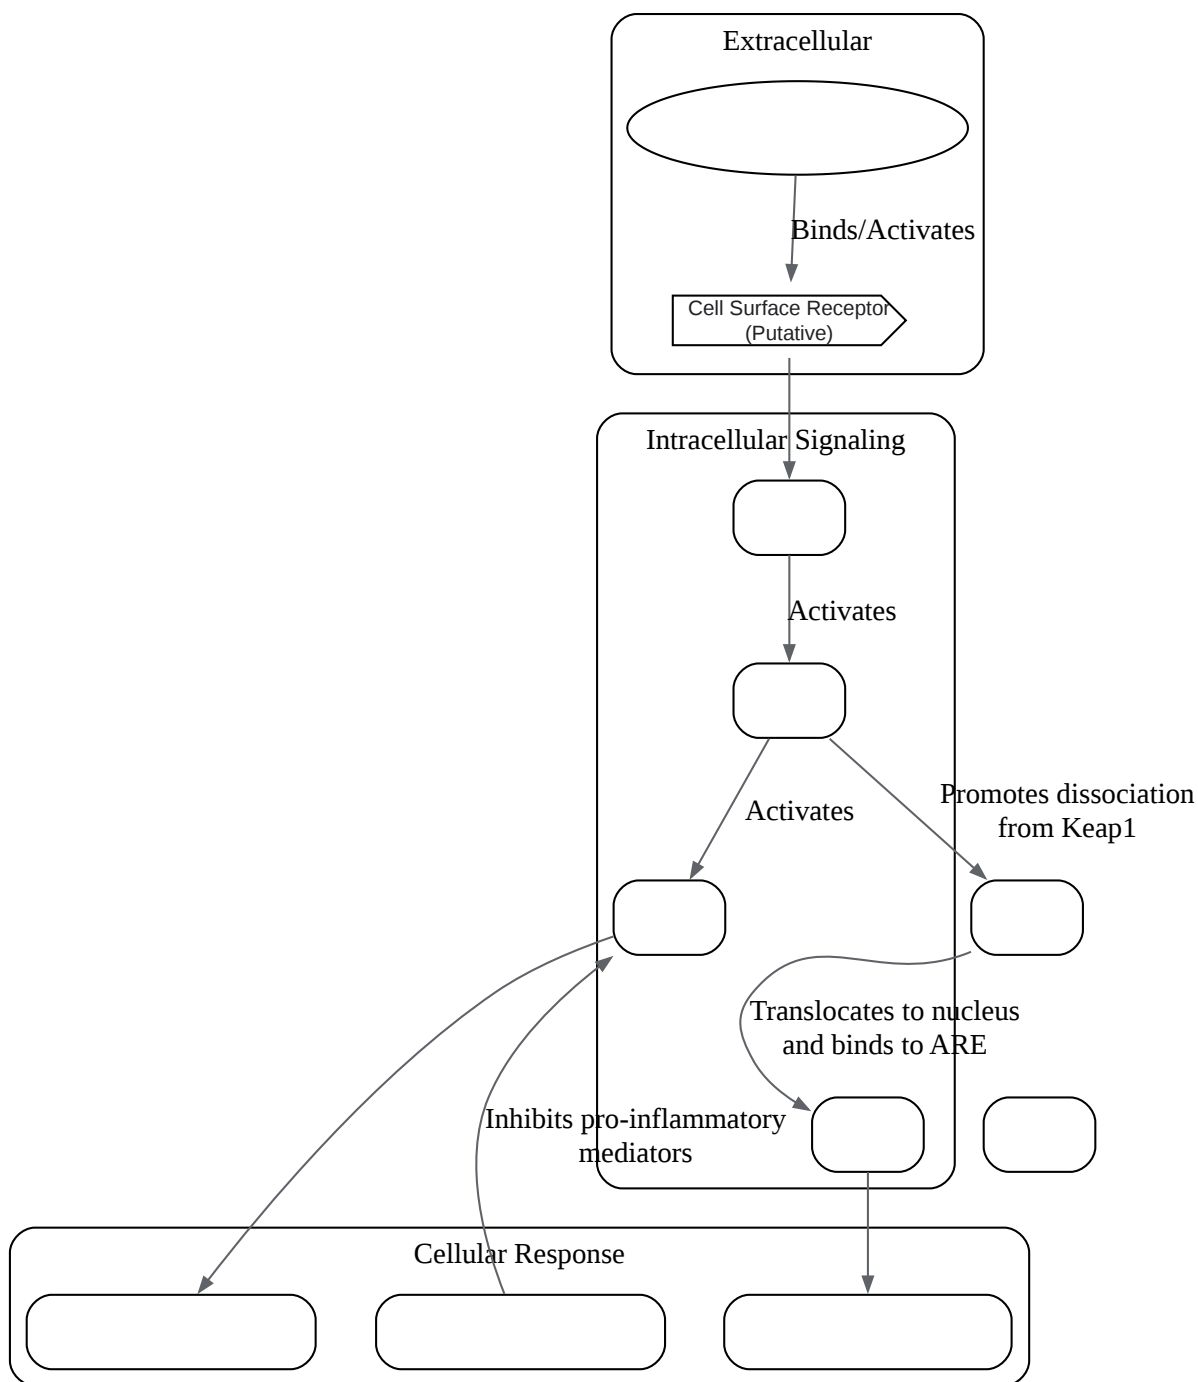 Extracellular
Binds/Activates
Cell Surface Receptor
(Putative)
Intracellular Signaling
Activates
Promotes dissociation
from Keap1
Activates
Translocates to nucleus
and binds to ARE
Inhibits pro-inflammatory
mediators
Cellular Response